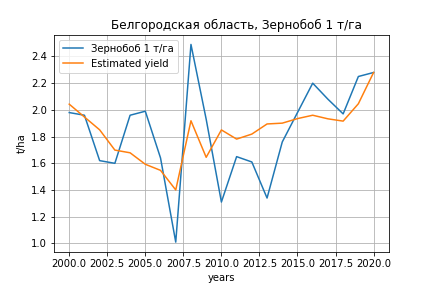 Белгородская область, Зернобоб 1 т/га
Зернобоб 1 т/га
Estimated yield
t/ha
2.4
2.2
2.0
1.8
1.6
1.4
1.2
1.0
2000.0 2002.5 2005.0 2007.5 2010.0 2012.5 2015.0 2017.5 2020.0
years